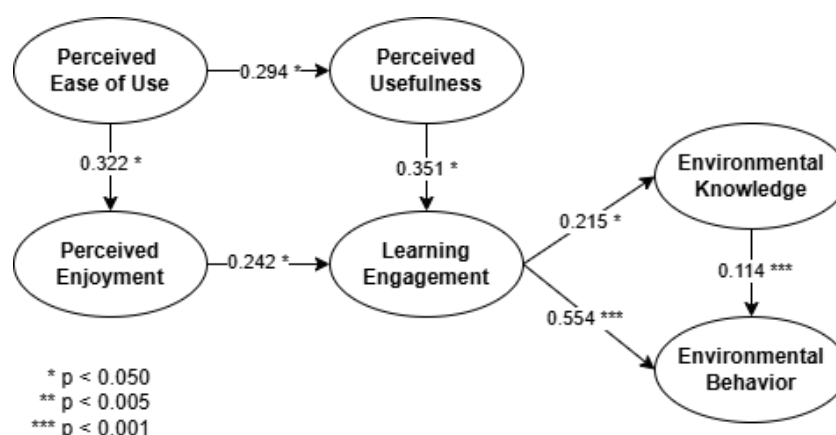 Perceived
Ease of Use
0.294 *
Perceived
Usefulness
0.322 *
0.351 *
Environmental
Knowledge
Perceived
Enjoyment
0.242 *
Learning
Engagement
0.215 *
0.114 ***
0.554 ***
Environmental
Behavior
* p < 0.050
** p < 0.005
*** p < 0.001